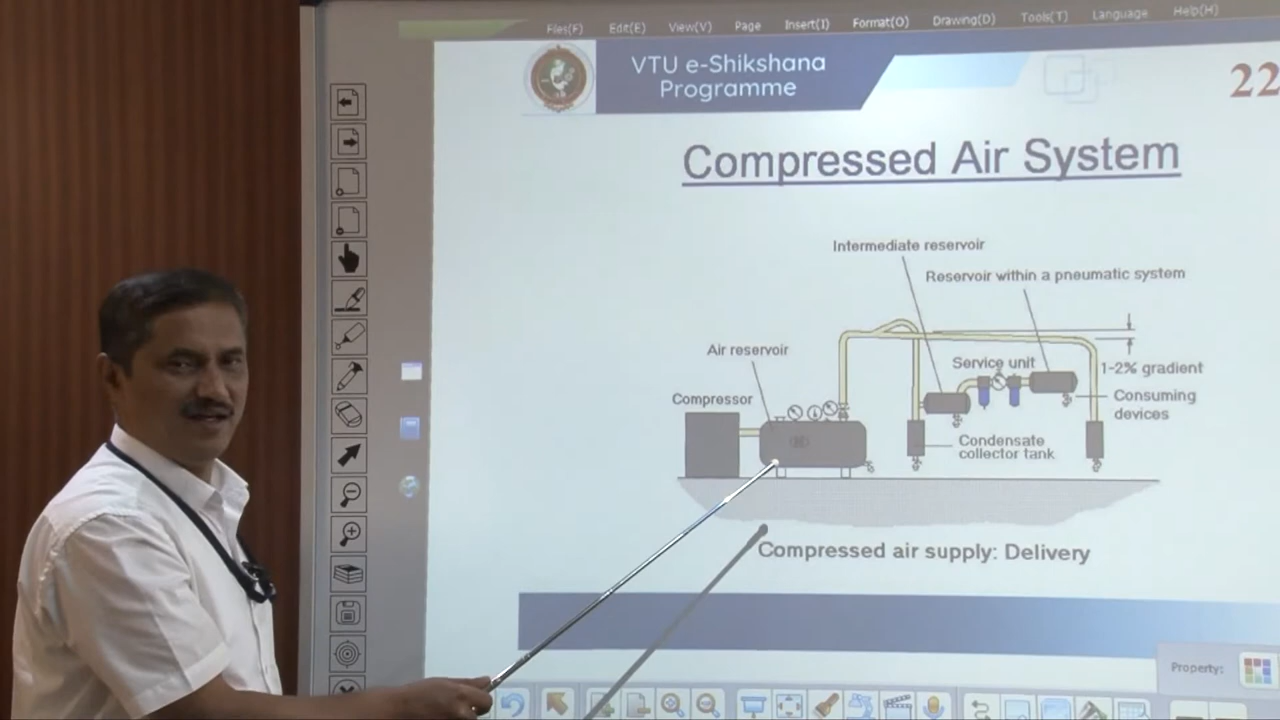 Files(F) Edit(E) View(V) Page Insert(I) Format(O) Drawing(D) Tools(T) Language Help(H)
VTU e-Shikshana
Programme
22
Compressed Air System
Intermediate reservoir
Reservoir within a pneumatic system
Air reservoir
Service unit
1-2% gradient
Compressor
Consuming
devices
Condensate
collector tank
Compressed air supply: Delivery
Property: